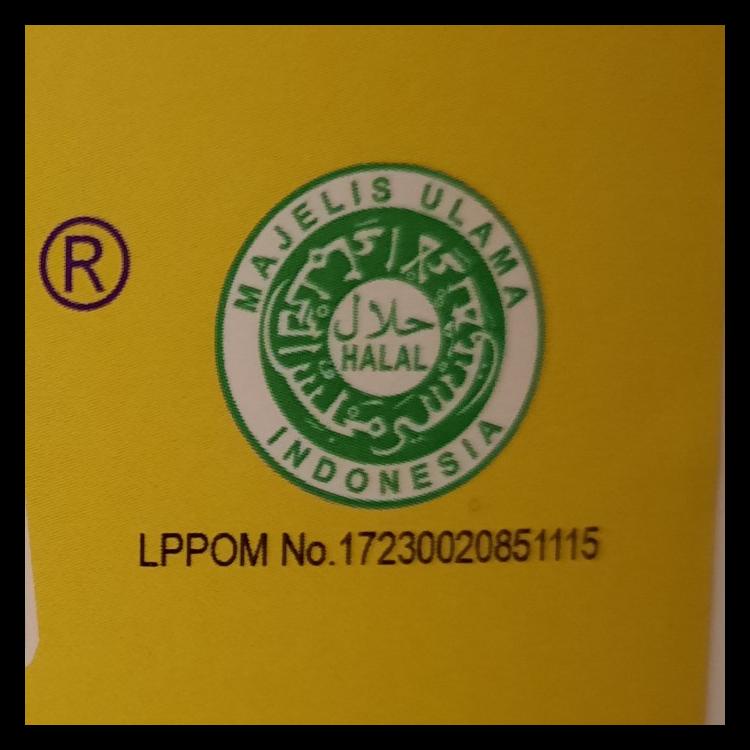 ®
MAJELIS ULAMA
حلال
HALAL
INDONESIA
LPPOM No.17230020851115